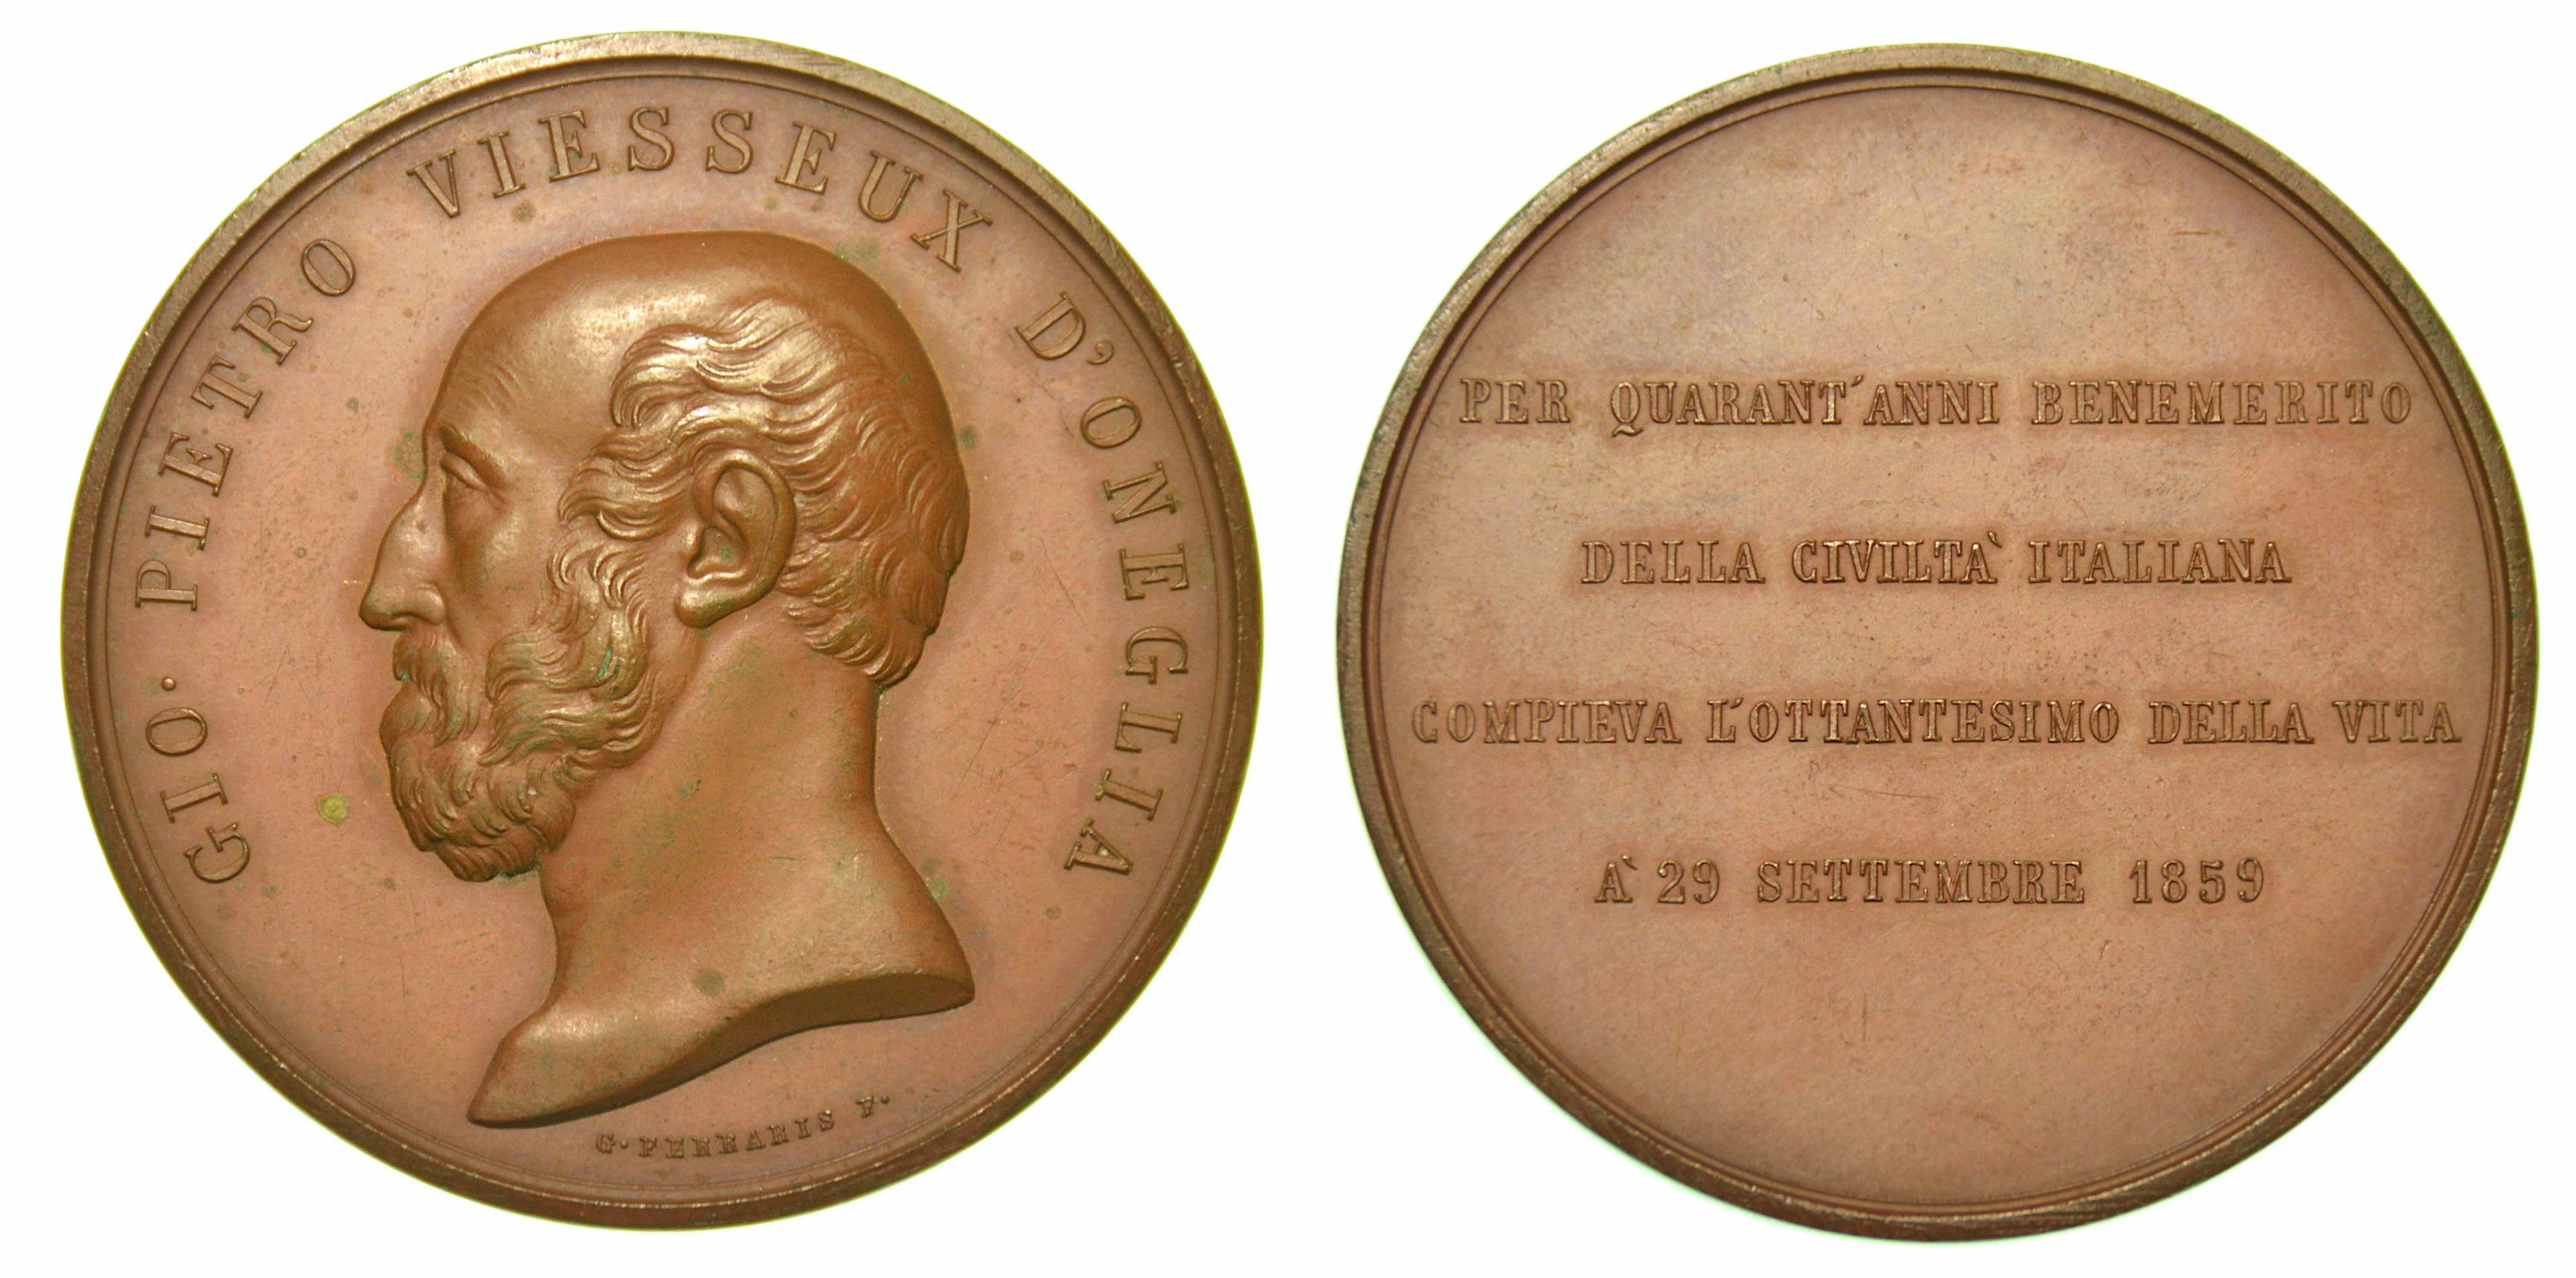 GIO. PIETRO VIESSEUX D'ONEGLIA
G. FERRARIS F.
PER QUARANT'ANNI BENEMERITO
DELLA CIVILTÀ ITALIANA
COMPIEVA L'OTTANTESIMO DELLA VITA
À 29 SETTEMBRE 1859